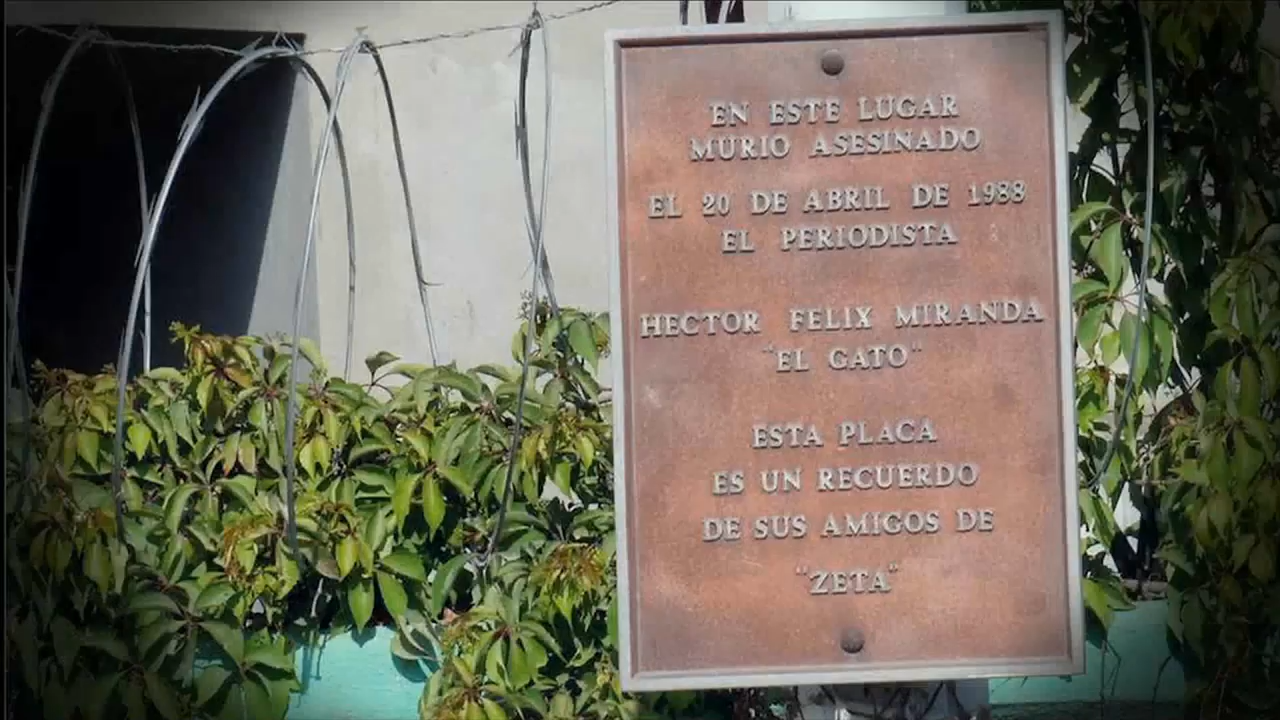 EN ESTE LUGAR
MURIO ASESINADO
EL 20 DE ABRIL DE 1988
EL PERIODISTA
HECTOR FELIX MIRANDA
"EL GATO"
ESTA PLACA
ES UN RECUERDO
DE SUS AMIGOS DE
"ZETA"